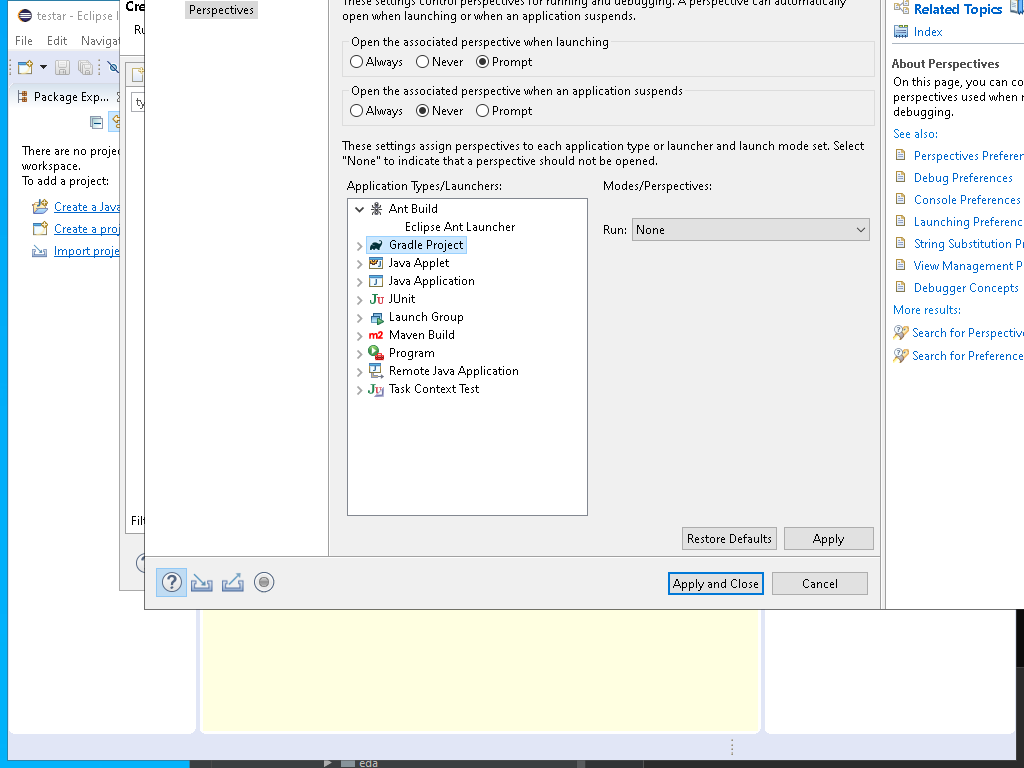 testar - Eclipse
File Edit Navigat
Package Exp...
There are no proje
workspace.
To add a project:
Create a Java
Create a proj
Import proje
Cre
Ru
ty
Filt
Perspectives
These settings control perspectives for running and debugging. A perspective can automatically
open when launching or when an application suspends.
Open the associated perspective when launching
Always Never Prompt
Open the associated perspective when an application suspends
Always Never Prompt
These settings assign perspectives to each application type or launcher and launch mode set. Select
"None" to indicate that a perspective should not be opened.
Application Types/Launchers:
Ant Build
Eclipse Ant Launcher
Gradle Project
Java Applet
Java Application
JUnit
Launch Group
Maven Build
Program
Remote Java Application
Task Context Test
Modes/Perspectives:
Run: None
Restore Defaults Apply
Apply and Close Cancel
Related Topics
Index
About Perspectives
On this page, you can co
perspectives used when r
debugging.
See also:
Perspectives Preferer
Debug Preferences
Console Preferences
Launching Preferenc
String Substitution P
View Management P
Debugger Concepts
More results:
Search for Perspective
Search for Preference
eda